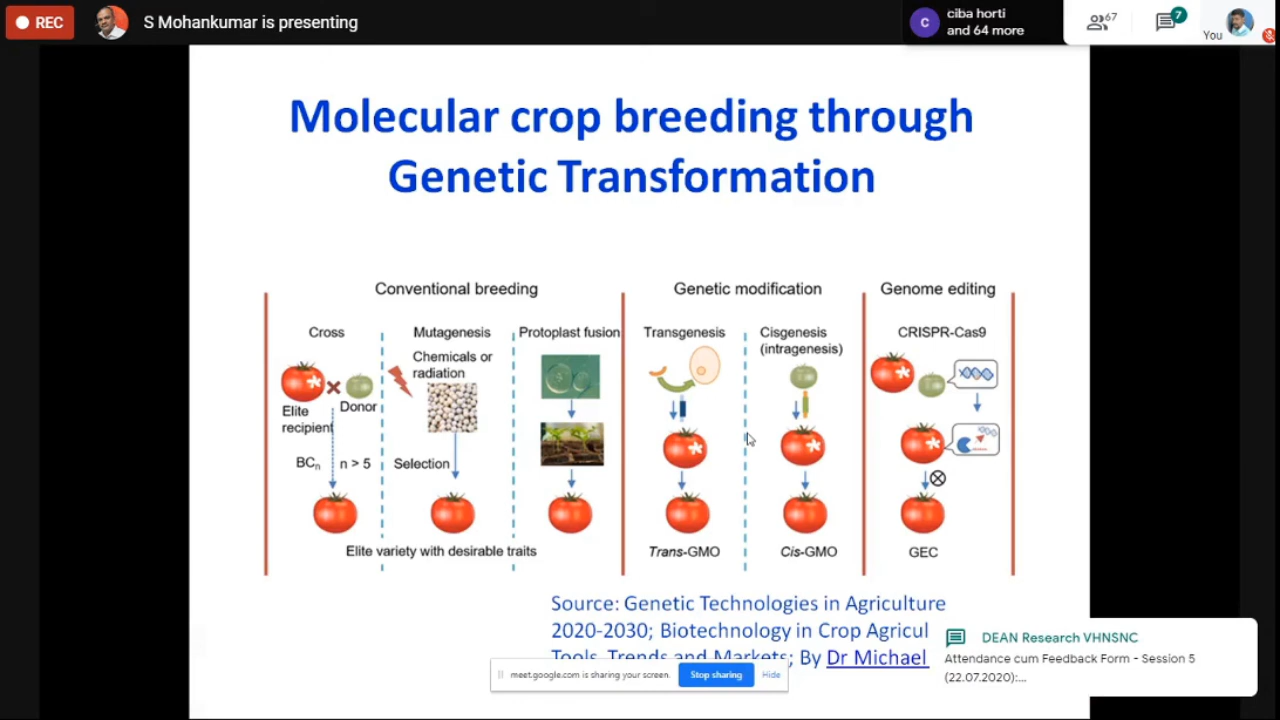 REC
S Mohankumar is presenting
C
ciba horti
and 64 more
67
7
You
Molecular crop breeding through
Genetic Transformation
Conventional breeding
Genetic modification
Genome editing
Cross
Mutagenesis
Protoplast fusion
Transgenesis
Cisgenesis
(intragenesis)
CRISPR-Cas9
Chemicals or
radiation
Elite
recipient
Donor
BCn
n > 5
Selection
Elite variety with desirable traits
Trans-GMO
Cis-GMO
GEC
Source: Genetic Technologies in Agriculture
2020-2030; Biotechnology in Crop Agricul
Tools, Trends and Markets; By Dr Michael
DEAN Research VHNSNC
Attendance cum Feedback Form - Session 5
(22.07.2020):...
meet.google.com is sharing your screen.
Stop sharing
Hide